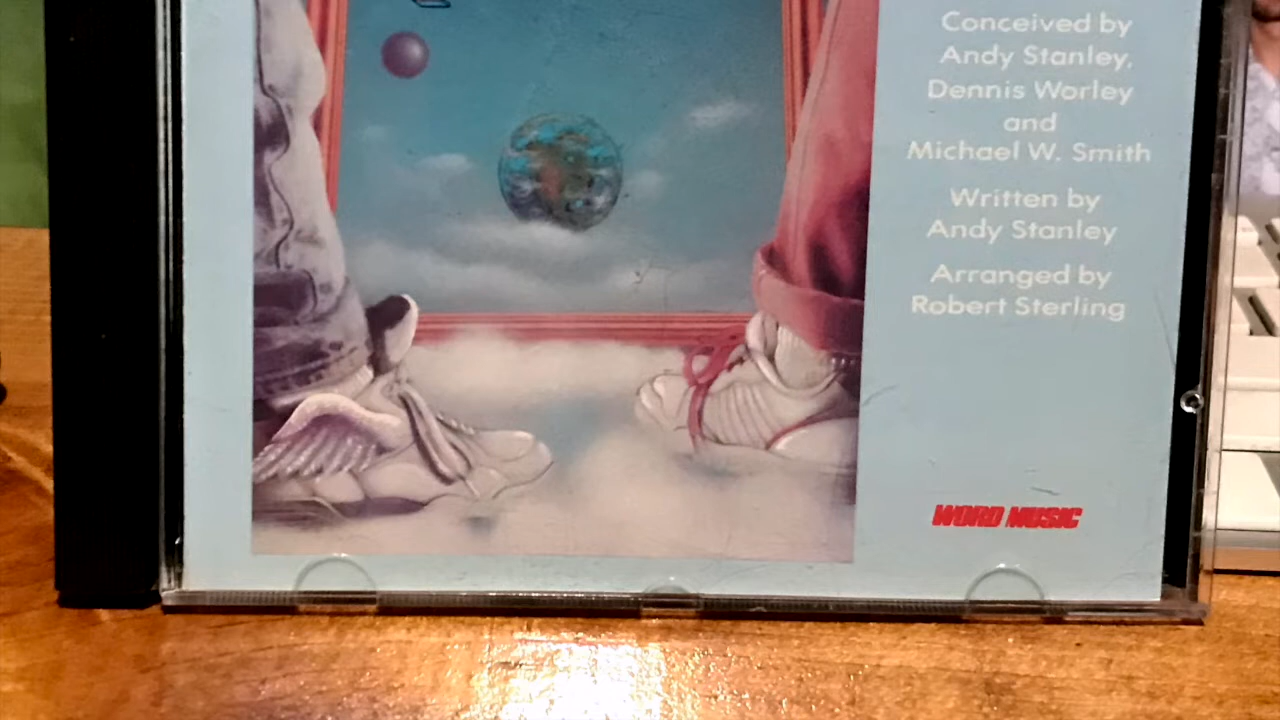 Conceived by
Andy Stanley,
Dennis Worley
and
Michael W. Smith
Written by
Andy Stanley
Arranged by
Robert Sterling
WORD MUSIC